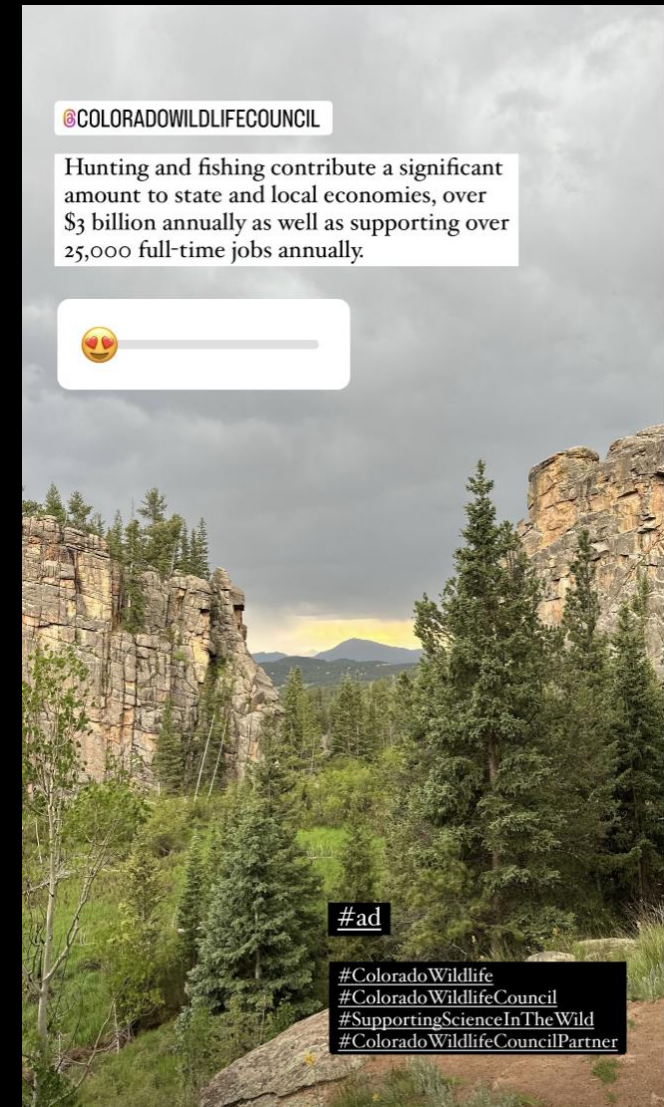 @COLORADOWILDLIFECOUNCIL
Hunting and fishing contribute a significant
amount to state and local economies, over
$3 billion annually as well as supporting over
25,000 full-time jobs annually.
#ad
#ColoradoWildlife
#ColoradoWildlifeCouncil
#SupportingScienceInTheWild
#ColoradoWildlifeCouncilPartner